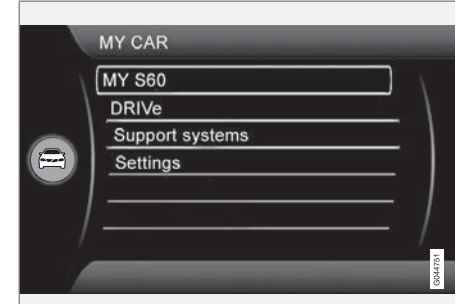 MY CAR
MY S60
DRIVe
Support systems
Settings
G044751